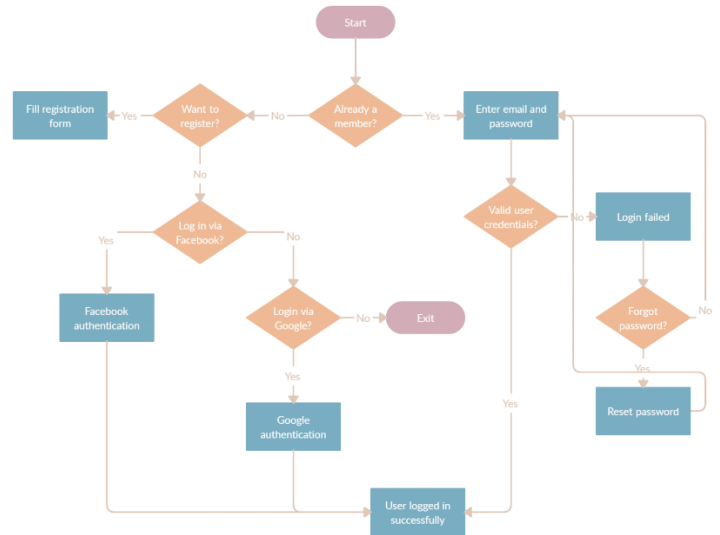 Start
Fill registration
form
Yes
Want to
register?
No
Already a
member?
Yes
Enter email and
password
No
Log in via
Facebook?
Yes
No
Valid user
credentials?
No
Login failed
Facebook
authentication
Login via
Google?
No
Exit
Forgot
password?
No
Yes
Yes
Yes
Google
authentication
Reset password
User logged in
successfully